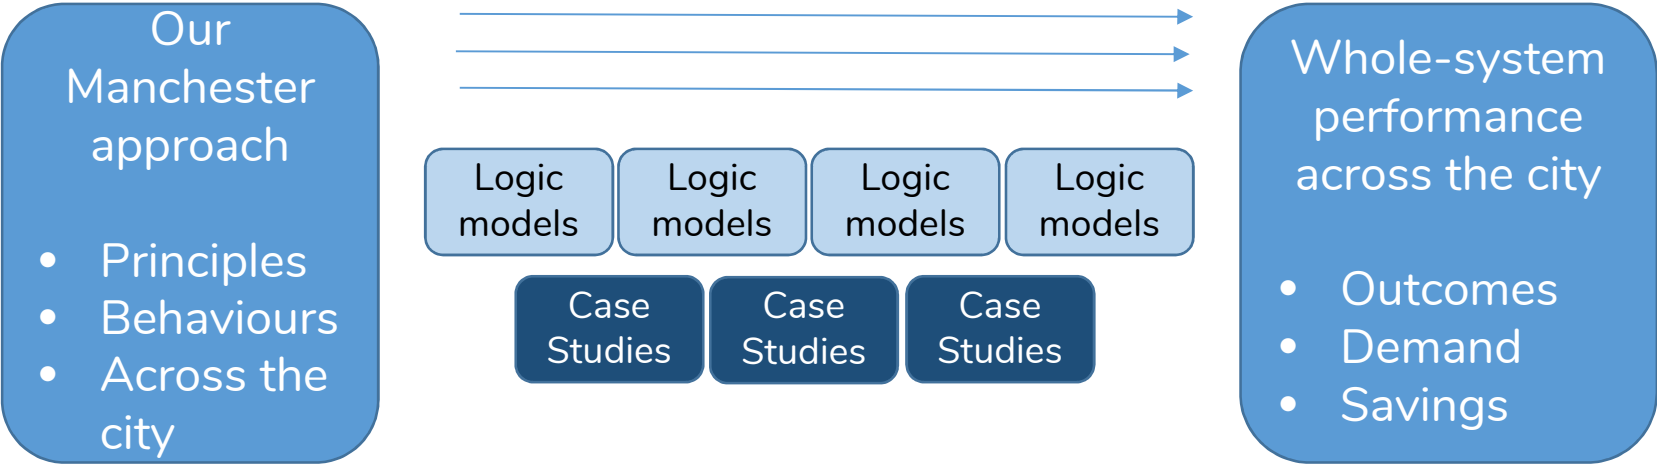 Our
Manchester
approach
• Principles
• Behaviours
• Across the
city
Logic
models
Logic
models
Logic
models
Logic
models
Case
Studies
Case
Studies
Case
Studies
Whole-system
performance
across the city
• Outcomes
• Demand
• Savings